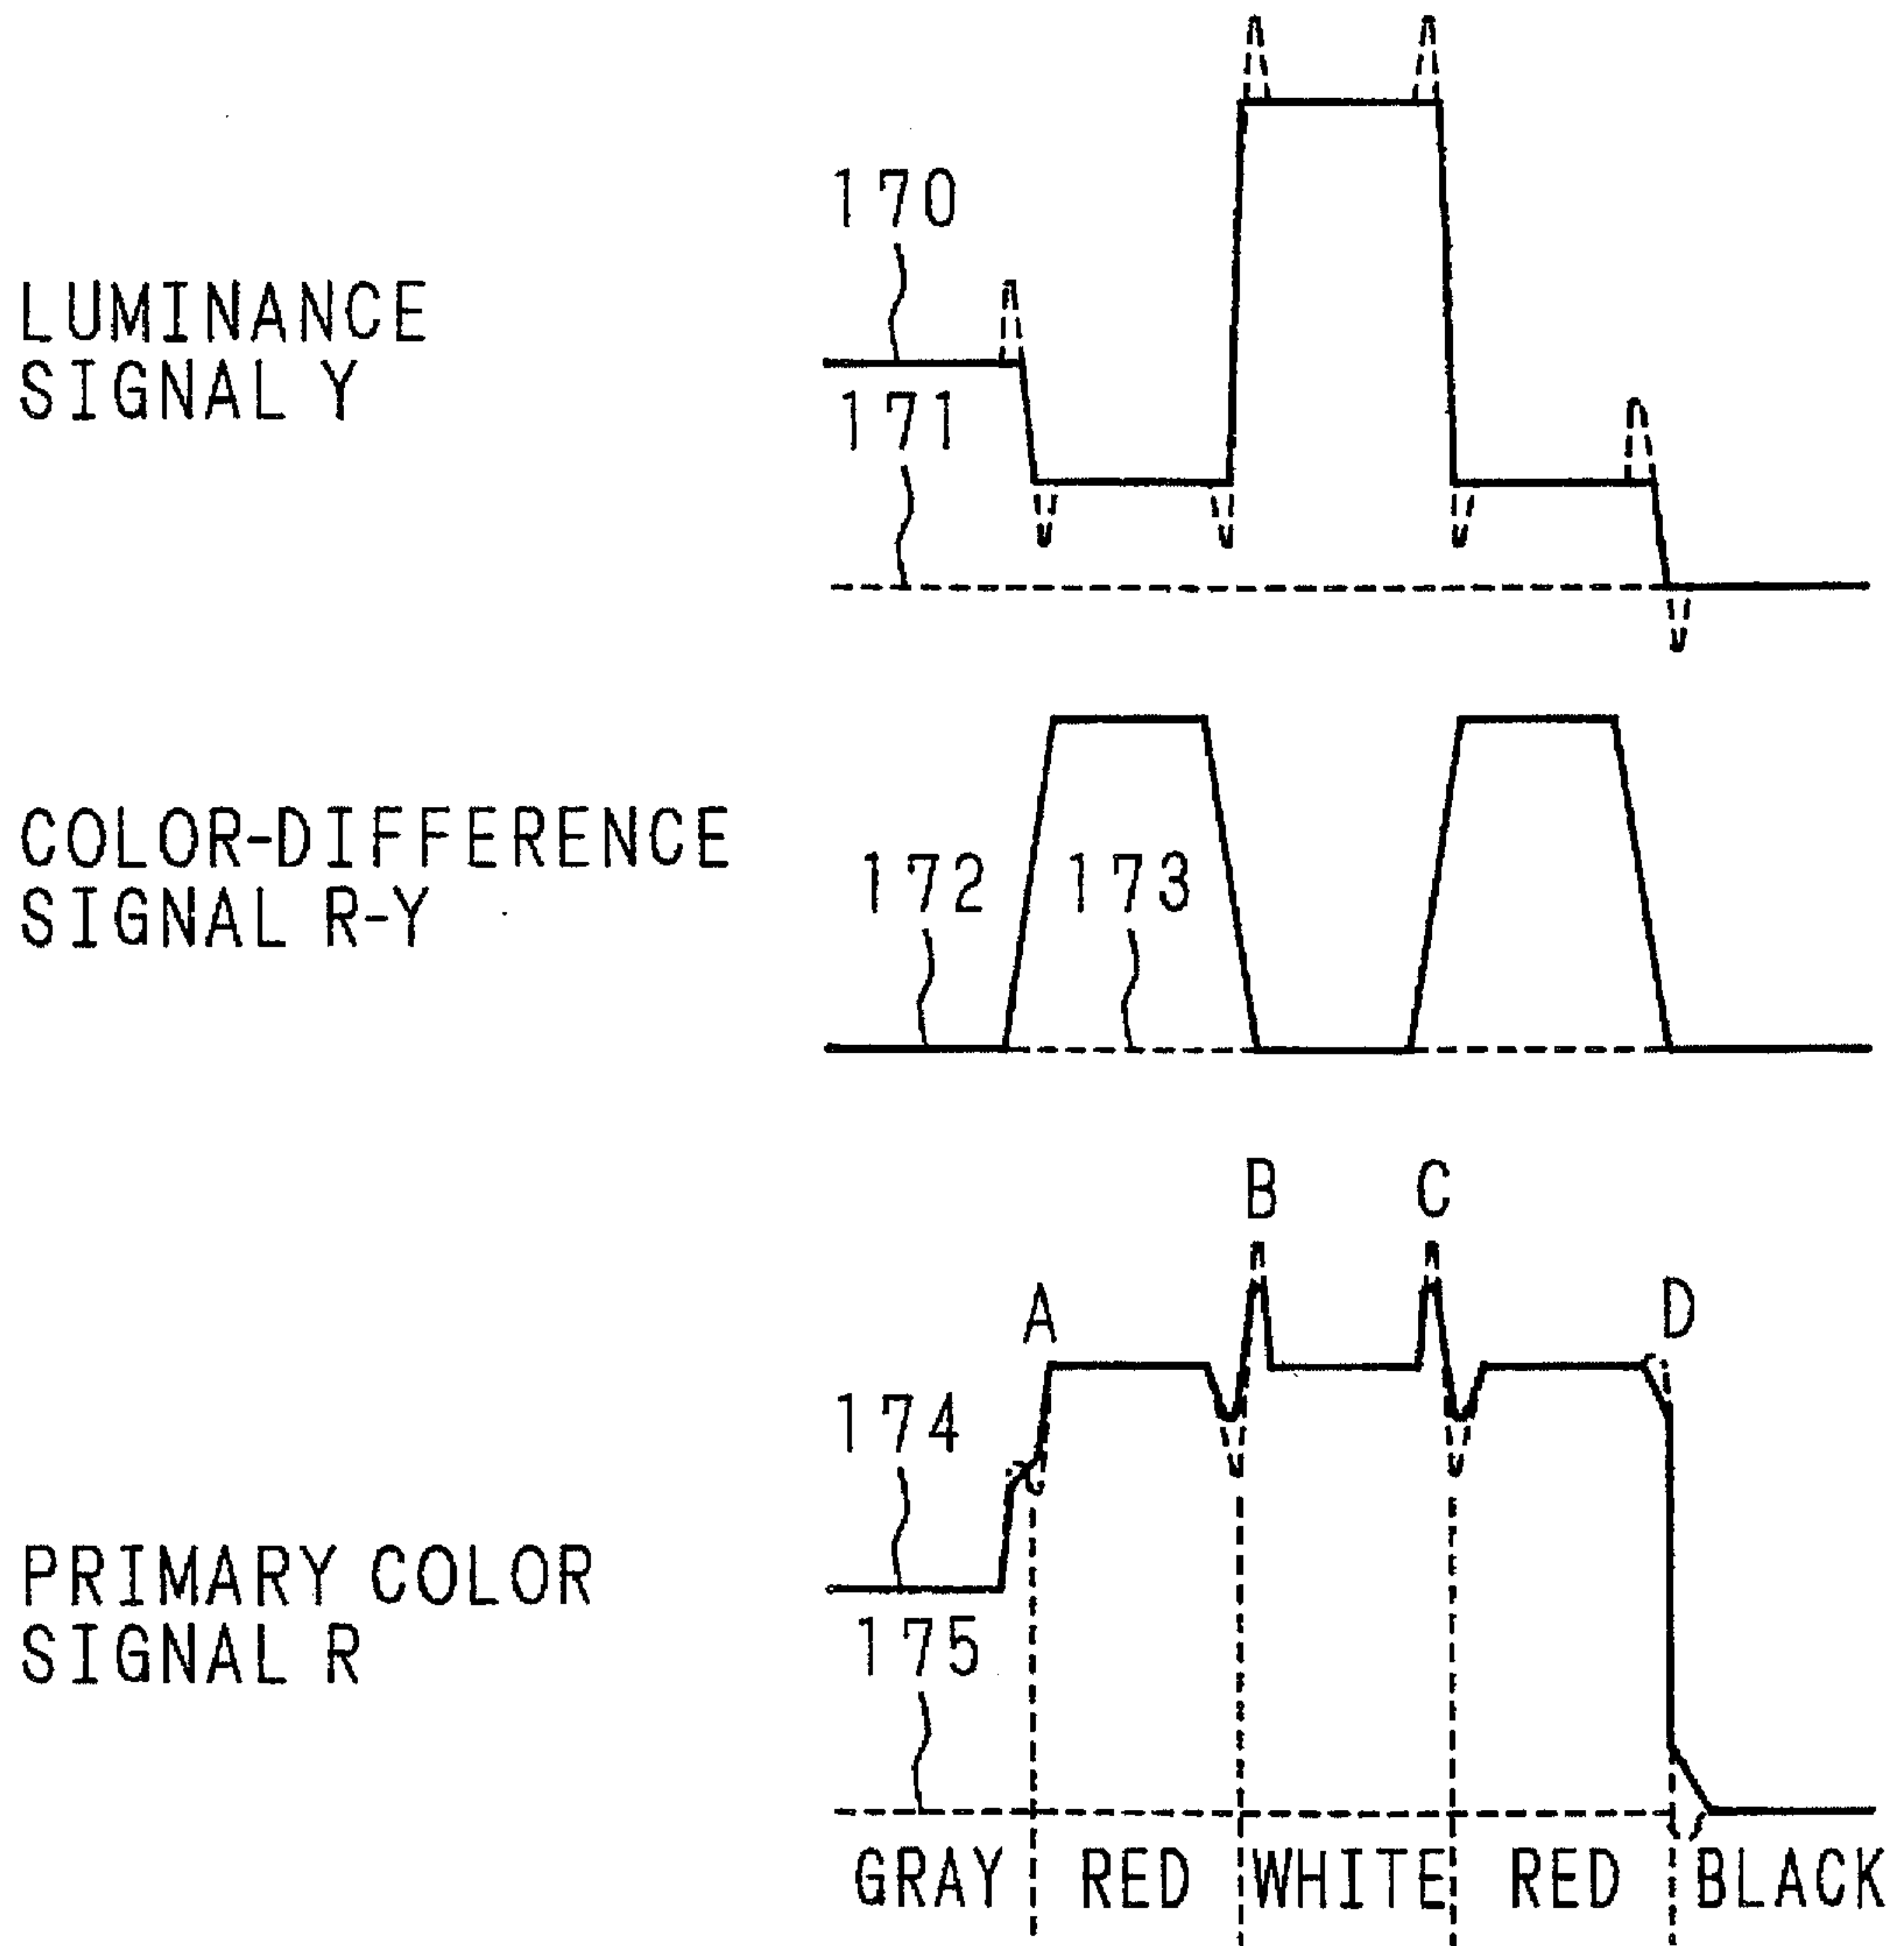 170
LUMINANCE
SIGNAL Y
171
COLOR-DIFFERENCE
SIGNAL R-Y
172 173
B C
A D
174
PRIMARY COLOR
SIGNAL R
175
GRAY RED WHITE RED BLACK